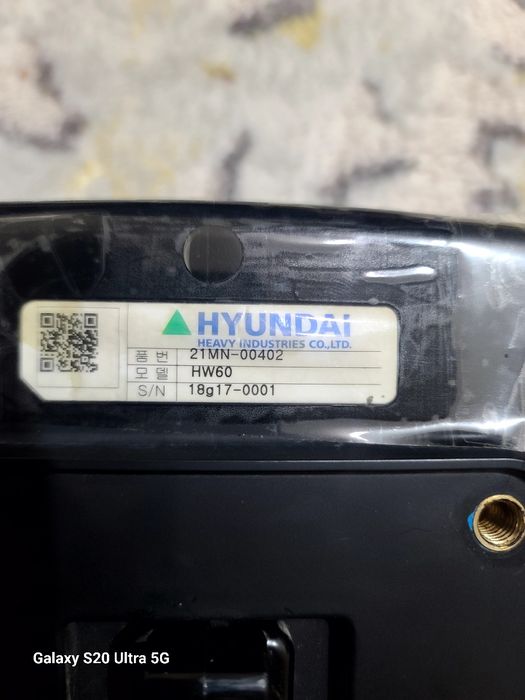 HYUNDAI
HEAVY INDUSTRIES CO.,LTD.
품 번 21MN-00402
모 델 HW60
S/N 18g17-0001
Galaxy S20 Ultra 5G